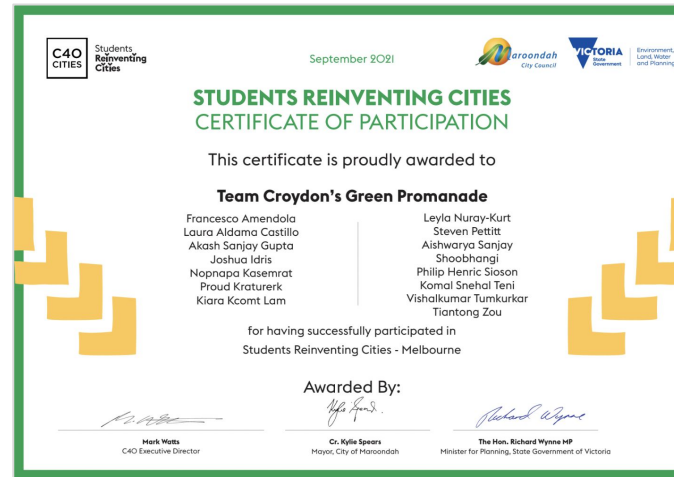 C40
CITIES
Students
Reinventing
Cities
September 2021
Maroondah
City Council
VICTORIA
State
Government
Environment,
Land, Water
and Planning
STUDENTS REINVENTING CITIES
CERTIFICATE OF PARTICIPATION
This certificate is proudly awarded to
Team Croydon's Green Promanade
Francesco Amendola
Laura Aldama Castillo
Akash Sanjay Gupta
Joshua Idris
Nopnapa Kasemrat
Proud Kraturerk
Kiara Kcomt Lam
Leyla Nuray-Kurt
Steven Pettitt
Aishwarya Sanjay
Shoobhangi
Philip Henric Sioson
Komal Snehal Teni
Vishalkumar Tumkurkar
Tiantong Zou
for having successfully participated in
Students Reinventing Cities - Melbourne
Awarded By:
Richard Wynne
Mark Watts
C40 Executive Director
Cr. Kylie Spears
Mayor, City of Maroondah
The Hon. Richard Wynne MP
Minister for Planning, State Government of Victoria